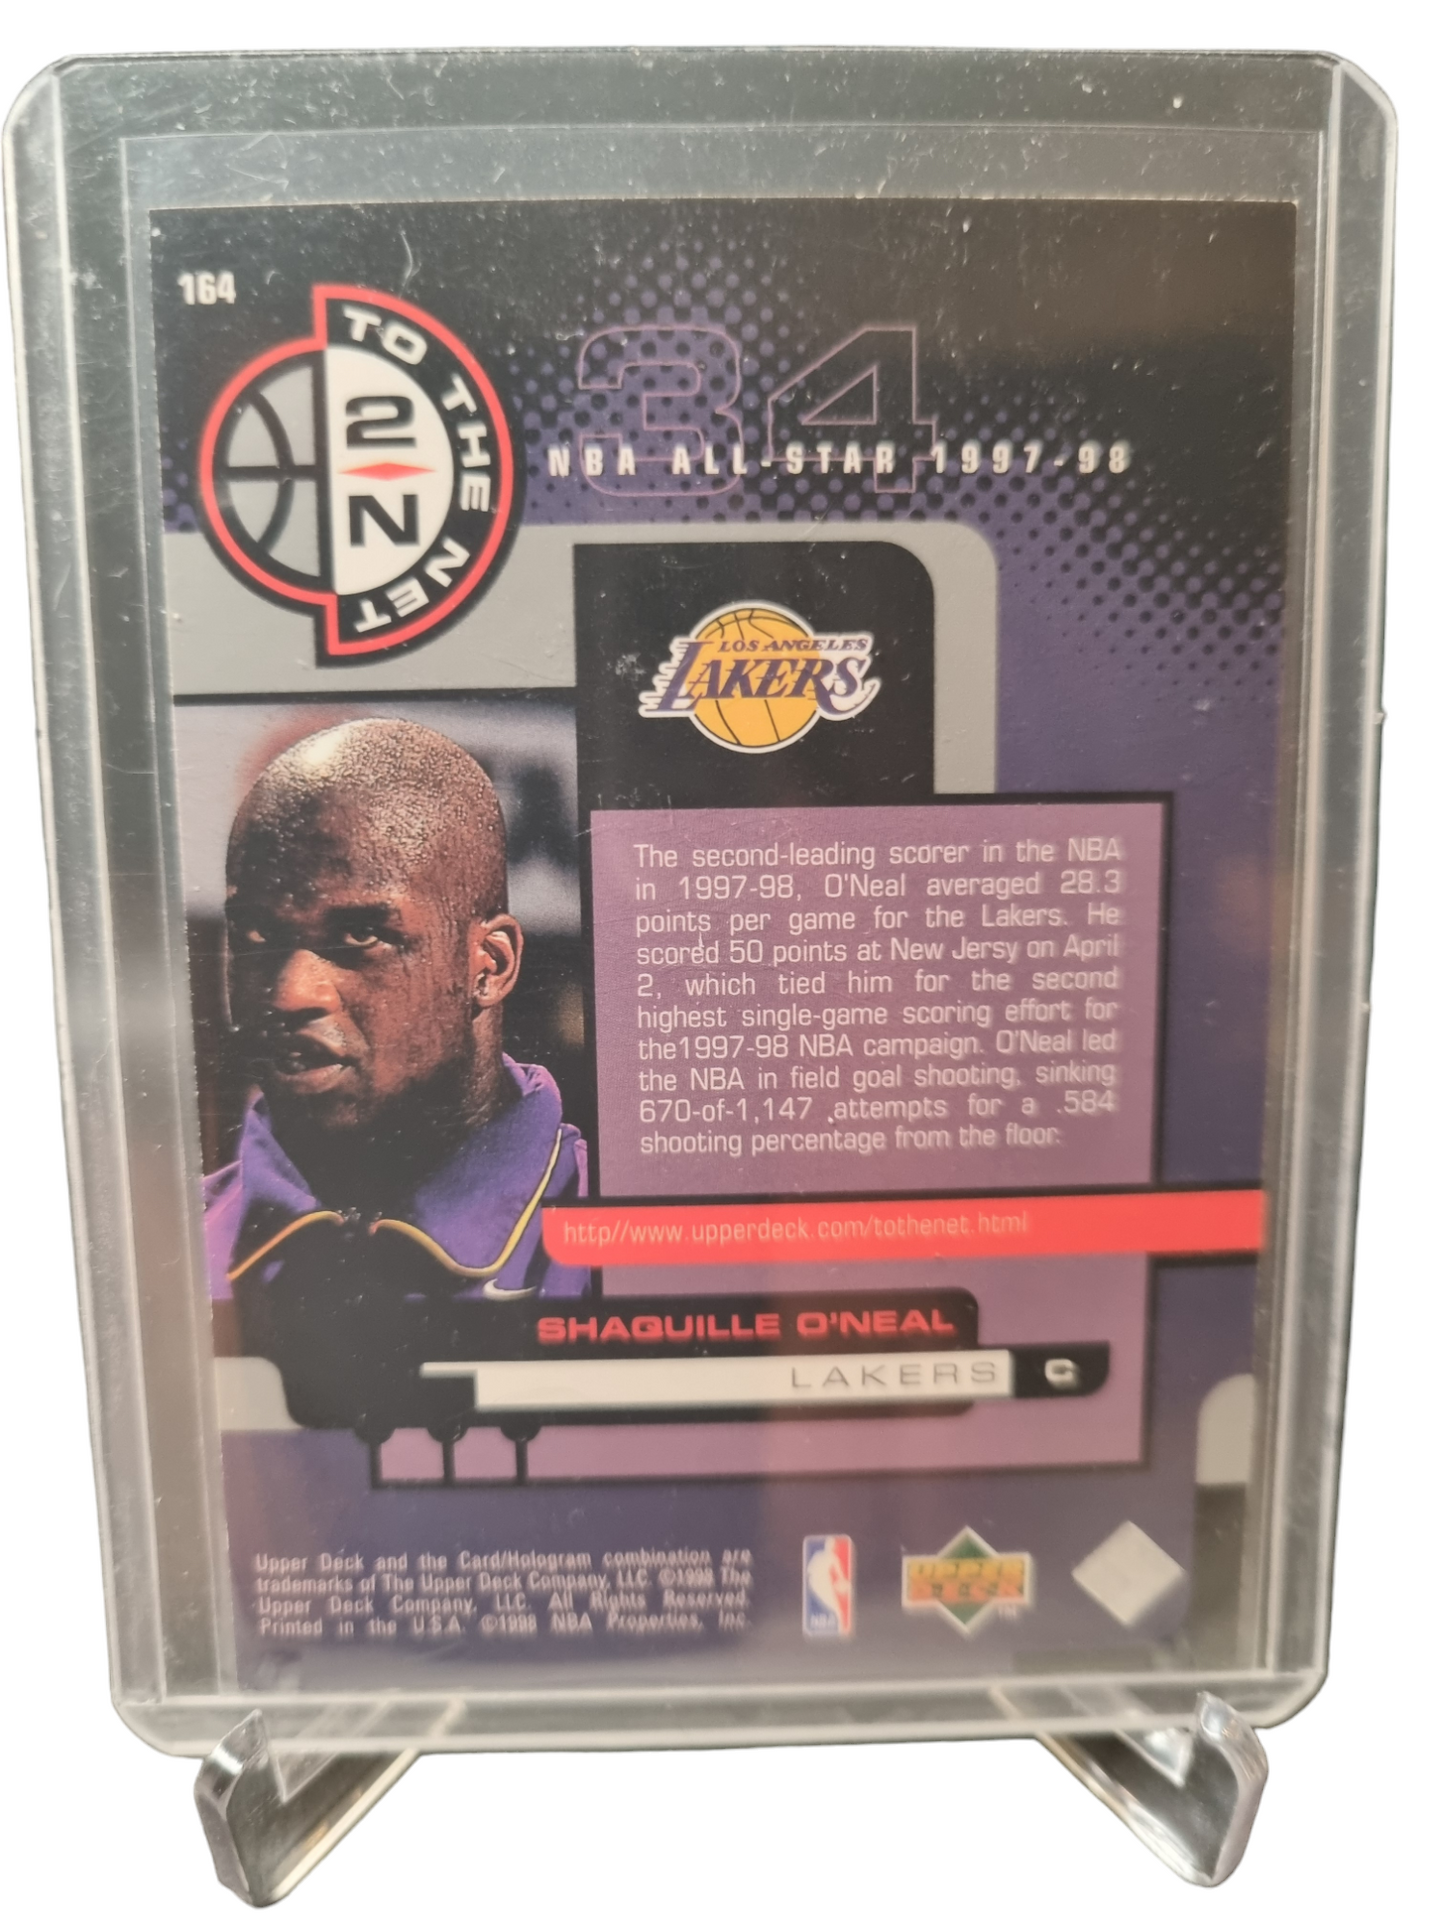 164
TO THE NET
2
N
34
NBA ALL-STAR 1997-98
LOS ANGELES
LAKERS
The second-leading scorer in the NBA
in 1997-98, O'Neal averaged 28.3
points per game for the Lakers. He
scored 50 points at New Jersy on April
2, which tied him for the second
highest single-game scoring effort for
the1997-98 NBA campaign. O'Neal led
the NBA in field goal shooting, sinking
670-of-1,147 attempts for a .584
shooting percentage from the floor.
http//www.upperdeck.com/tothenet.html
SHAQUILLE O'NEAL
LAKERS C
Upper Deck and the Card/Hologram combination are
trademarks of The Upper Deck Company, LLC. ©1998 The
Upper Deck Company, LLC. All Rights Reserved.
Printed in the U.S.A. ©1998 NBA Properties, Inc.
NBA
UPPER
DECK
TM